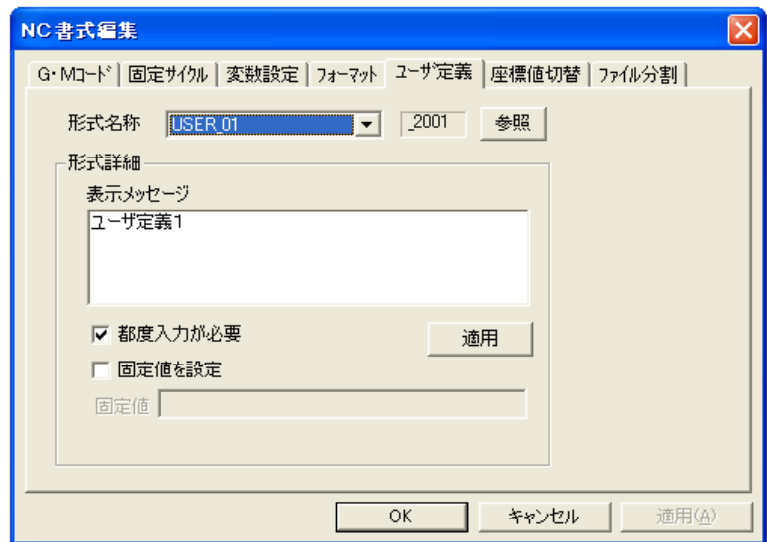 NC書式編集
G・Mコード 固定サイクル 変数設定 フォーマット ユーザ定義 座標値切替 ファイル分割
形式名称 USER_01 _2001 参照
形式詳細
表示メッセージ
ユーザ定義1
都度入力が必要 適用
固定値を設定
固定値
OK キャンセル 適用(A)